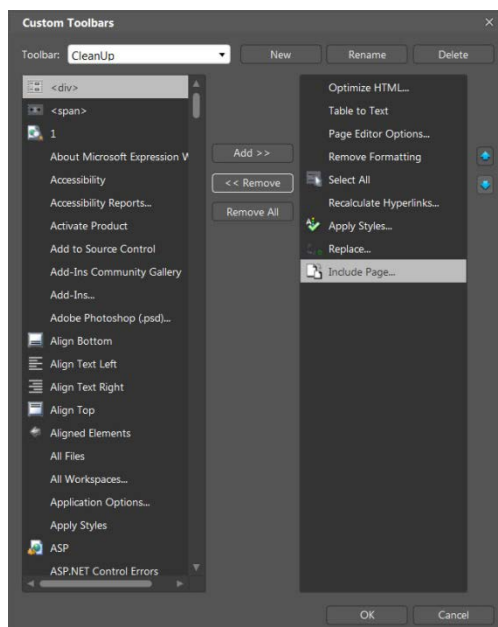 Custom Toolbars
Toolbar: CleanUp New Rename Delete
<div>
<span>
1
About Microsoft Expression W
Accessibility
Accessibility Reports...
Activate Product
Add to Source Control
Add-Ins Community Gallery
Add-Ins...
Adobe Photoshop (.psd)...
Align Bottom
Align Text Left
Align Text Right
Align Top
Aligned Elements
All Files
All Workspaces...
Application Options...
Apply Styles
ASP
ASP.NET Control Errors
Add >>
<< Remove
Remove All
Optimize HTML...
Table to Text
Page Editor Options...
Remove Formatting
Select All
Recalculate Hyperlinks...
Apply Styles...
Replace...
Include Page...
OK Cancel